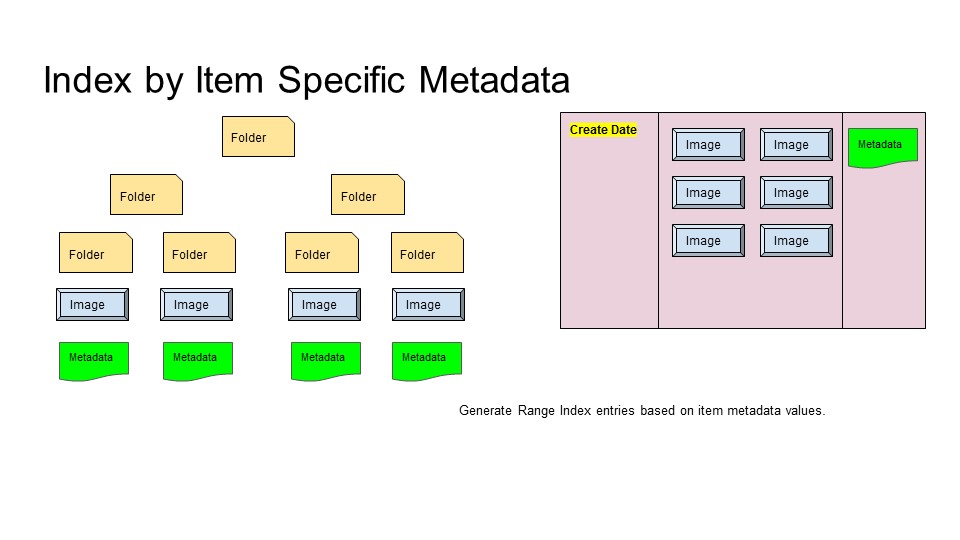 Index by Item Specific Metadata
Folder
Folder
Folder
Folder
Folder
Folder
Folder
Image
Image
Image
Image
Metadata
Metadata
Metadata
Metadata
Create Date
Image
Image
Metadata
Image
Image
Image
Image
Generate Range Index entries based on item metadata values.